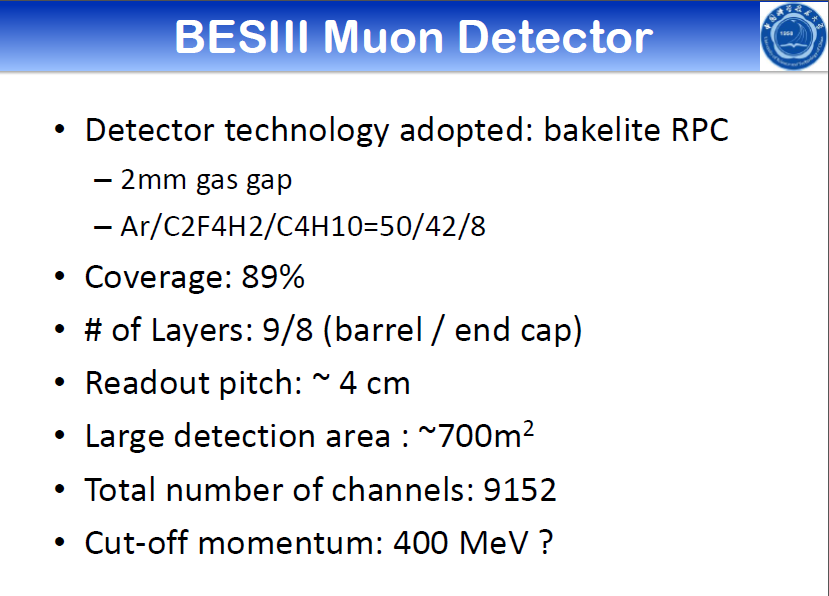 BESIII Muon Detector
• Detector technology adopted: bakelite RPC
– 2mm gas gap
– Ar/C2F4H2/C4H10=50/42/8
• Coverage: 89%
• # of Layers: 9/8 (barrel / end cap)
• Readout pitch: ~ 4 cm
• Large detection area : ~700m²
• Total number of channels: 9152
• Cut-off momentum: 400 MeV ?
1958